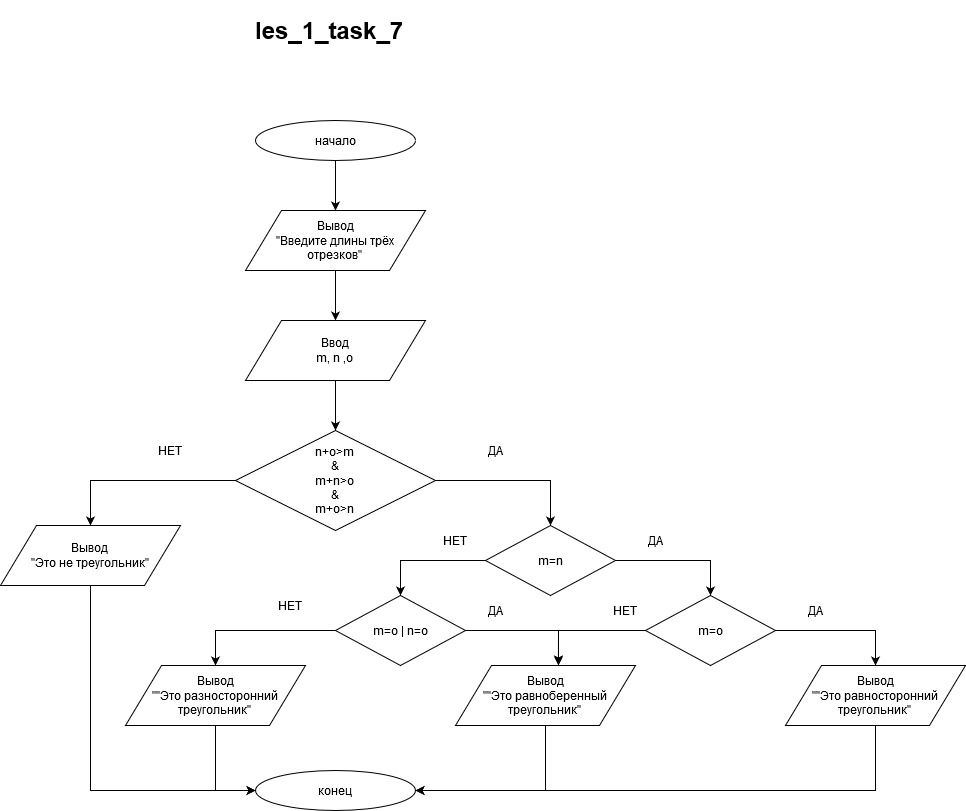 les_1_task_7
начало
Вывод
"Введите длины трёх
отрезков"
Ввод
m, n ,o
НЕТ
ДА
n+o>m
&
m+n>o
&
m+o>n
Вывод
"Это не треугольник"
НЕТ
ДА
m=n
НЕТ
ДА
НЕТ
ДА
m=o | n=o
m=o
Вывод
""Это разносторонний
треугольник"
Вывод
""Это равноберенный
треугольник"
Вывод
""Это равносторонний
треугольник"
конец